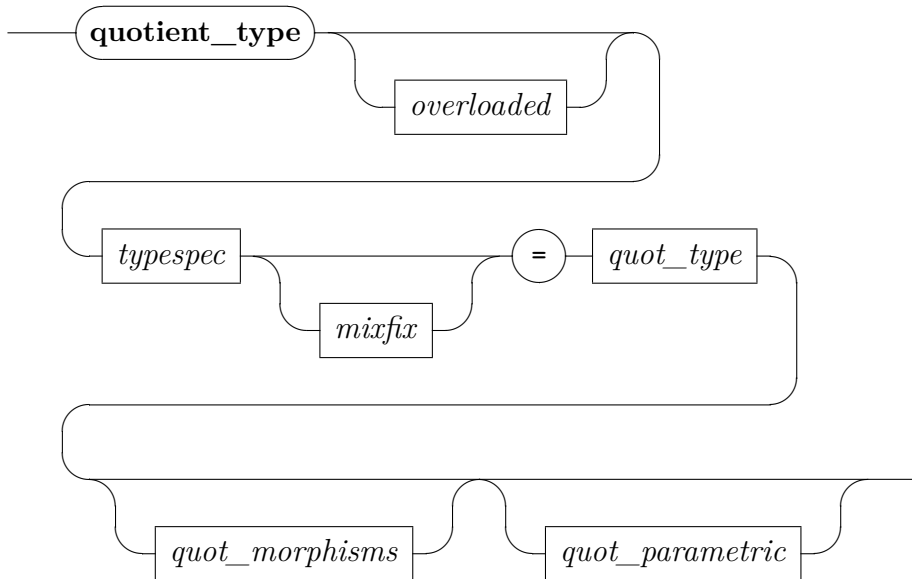 quotient_type
overloaded
typespec = quot_type
mixfix
quot_morphisms quot_parametric